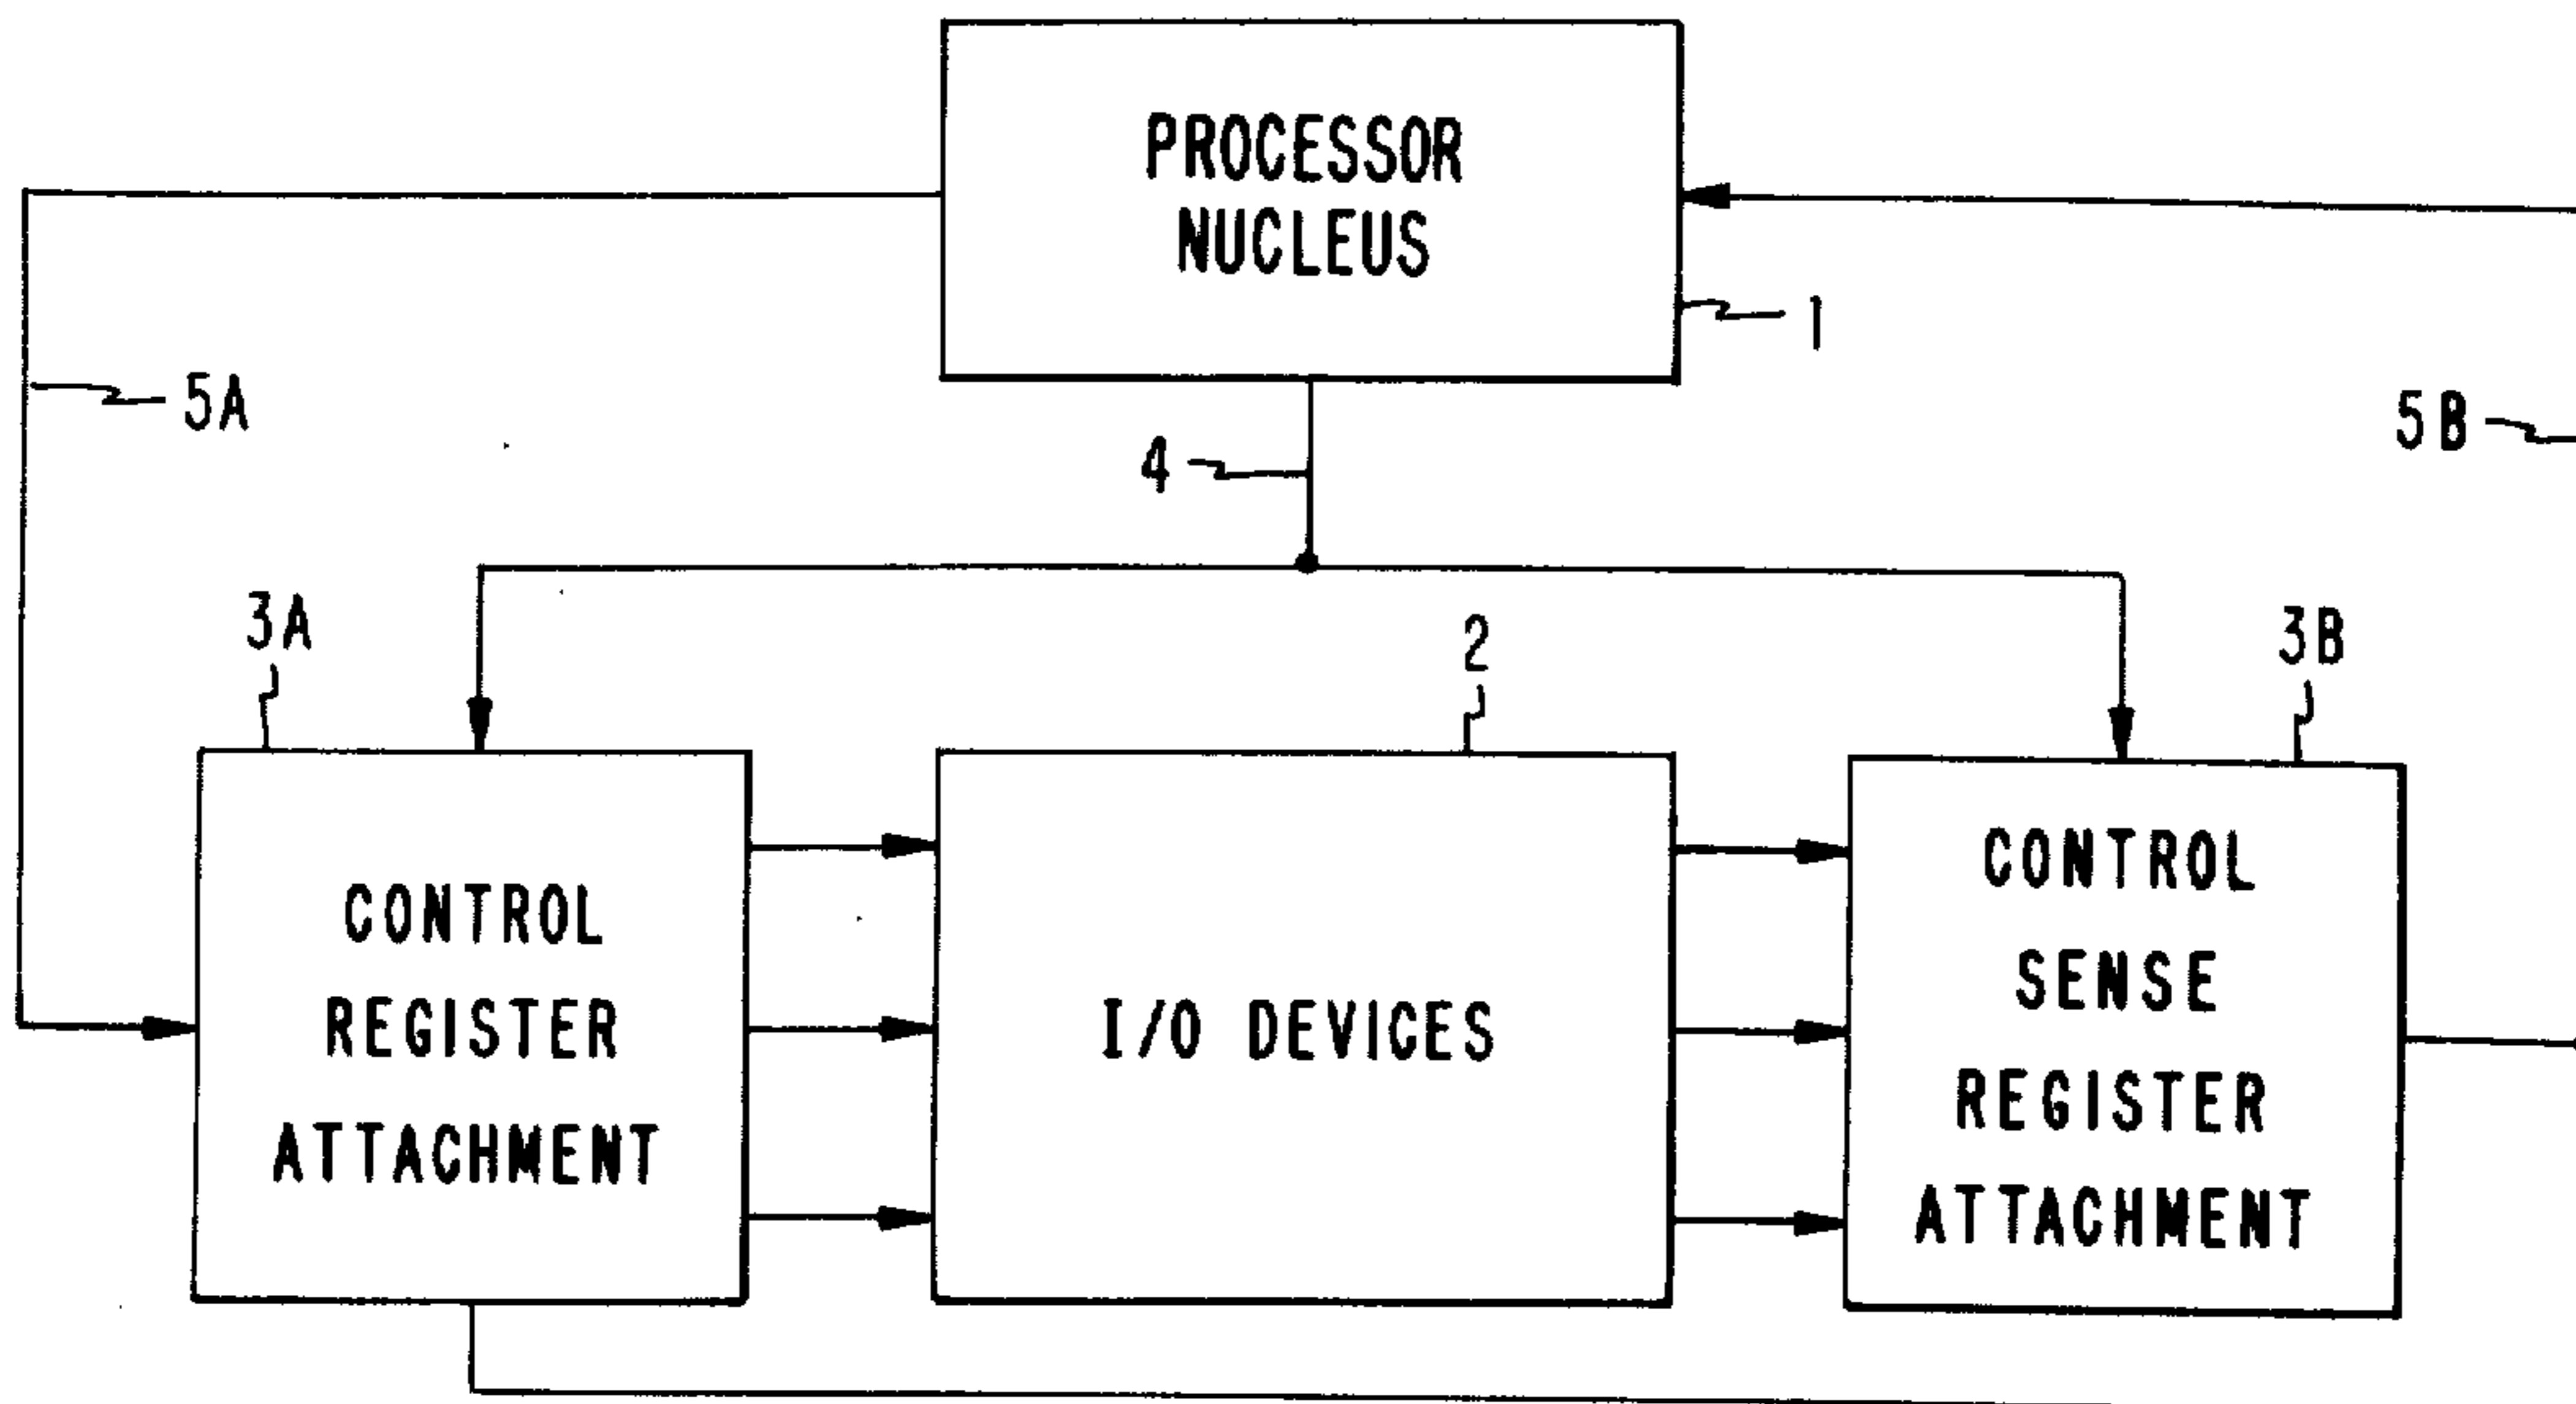 PROCESSOR
NUCLEUS
1
5A
4
5B
3A
2
3B
CONTROL
REGISTER
ATTACHMENT
I/O DEVICES
CONTROL
SENSE
REGISTER
ATTACHMENT